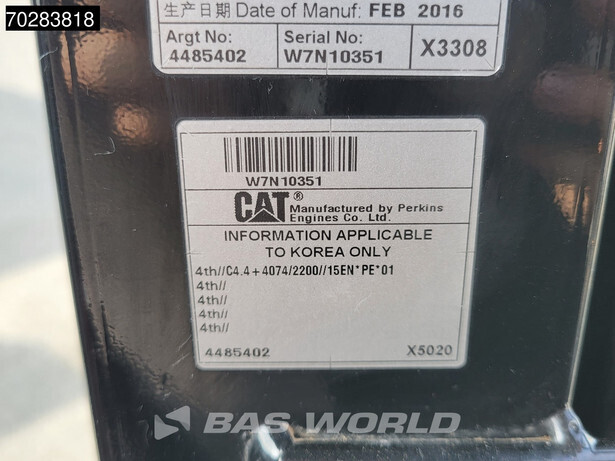 70283818
生产日期 Date of Manuf: FEB 2016
Argt No:
4485402
Serial No:
W7N10351
X3308
W7N10351
CAT® Manufactured by Perkins
Engines Co. Ltd.
INFORMATION APPLICABLE
TO KOREA ONLY
4th//C4.4+4074/2200//15EN*PE*01
4th//
4th//
4th//
4th//
4485402 X5020
BAS WORLD